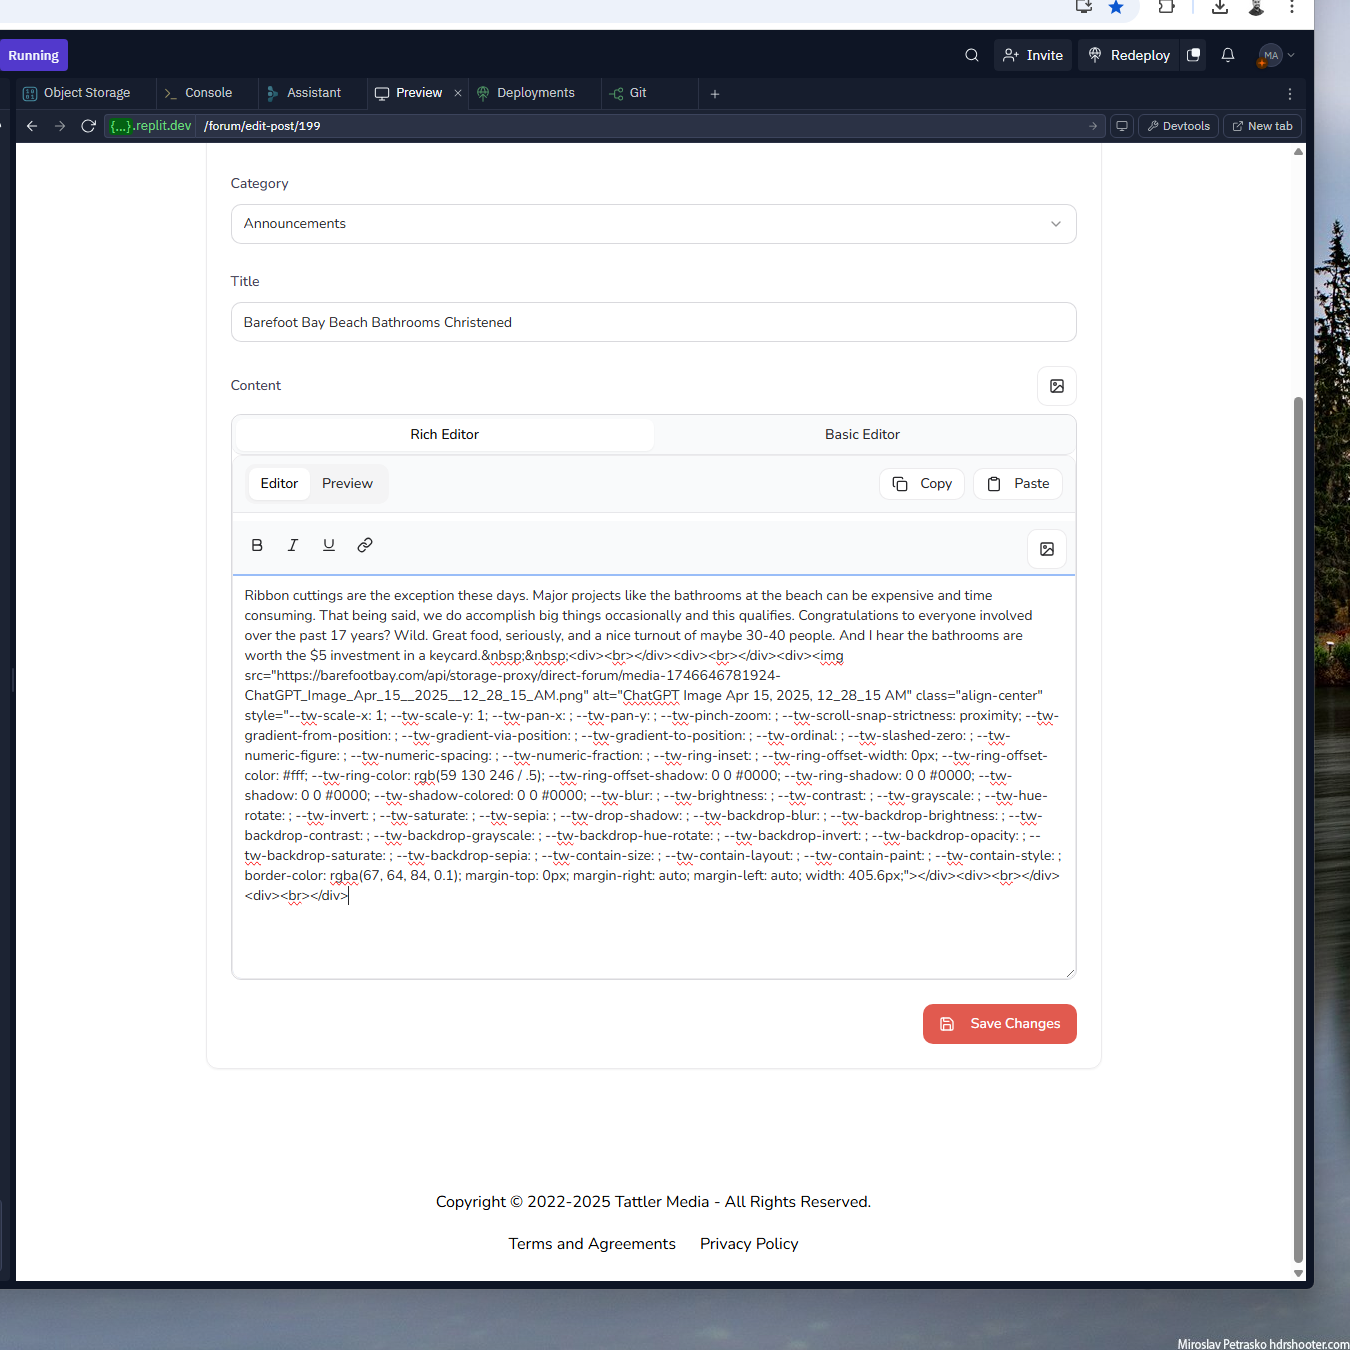 Running
Invite
Redeploy
MA
Object Storage
Console
Assistant
Preview
Deployments
Git
{...}.replit.dev
/forum/edit-post/199
Devtools
New tab
Category
Announcements
Title
Barefoot Bay Beach Bathrooms Christened
Content
Rich Editor
Basic Editor
Editor
Preview
Copy
Paste
B I U
Ribbon cuttings are the exception these days. Major projects like the bathrooms at the beach can be expensive and time
consuming. That being said, we do accomplish big things occasionally and this qualifies. Congratulations to everyone involved
over the past 17 years? Wild. Great food, seriously, and a nice turnout of maybe 30-40 people. And I hear the bathrooms are
worth the $5 investment in a keycard.&nbsp;&nbsp;<div><br></div><div><br></div><div><img
src="https://barefootbay.com/api/storage-proxy/direct-forum/media-1746646781924-
ChatGPT_Image_Apr_15__2025__12_28_15_AM.png" alt="ChatGPT Image Apr 15, 2025, 12_28_15 AM" class="align-center"
style="--tw-scale-x: 1; --tw-scale-y: 1; --tw-pan-x: ; --tw-pan-y: ; --tw-pinch-zoom: ; --tw-scroll-snap-strictness: proximity; --tw-
gradient-from-position: ; --tw-gradient-via-position: ; --tw-gradient-to-position: ; --tw-ordinal: ; --tw-slashed-zero: ; --tw-
numeric-figure: ; --tw-numeric-spacing: ; --tw-numeric-fraction: ; --tw-ring-inset: ; --tw-ring-offset-width: 0px; --tw-ring-offset-
color: #fff; --tw-ring-color: rgb(59 130 246 / .5); --tw-ring-offset-shadow: 0 0 #0000; --tw-ring-shadow: 0 0 #0000; --tw-
shadow: 0 0 #0000; --tw-shadow-colored: 0 0 #0000; --tw-blur: ; --tw-brightness: ; --tw-contrast: ; --tw-grayscale: ; --tw-hue-
rotate: ; --tw-invert: ; --tw-saturate: ; --tw-sepia: ; --tw-drop-shadow: ; --tw-backdrop-blur: ; --tw-backdrop-brightness: ; --tw-
backdrop-contrast: ; --tw-backdrop-grayscale: ; --tw-backdrop-hue-rotate: ; --tw-backdrop-invert: ; --tw-backdrop-opacity: ; --
tw-backdrop-saturate: ; --tw-backdrop-sepia: ; --tw-contain-size: ; --tw-contain-layout: ; --tw-contain-paint: ; --tw-contain-style: ;
border-color: rgba(67, 64, 84, 0.1); margin-top: 0px; margin-right: auto; margin-left: auto; width: 405.6px;"></div><div><br></div>
<div><br></div>
Save Changes
Copyright © 2022-2025 Tattler Media - All Rights Reserved.
Terms and Agreements
Privacy Policy
Miroslav Petrasko hdrshooter.com